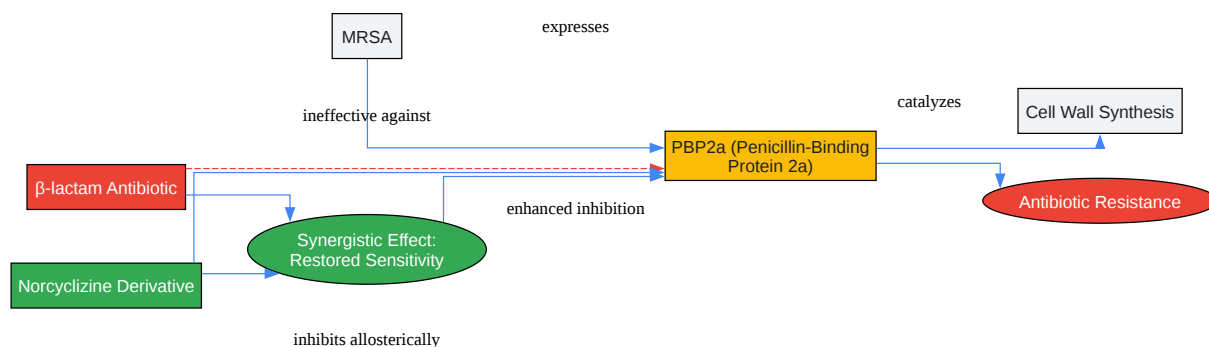 expresses
MRSA
ineffective against
catalyzes
Cell Wall Synthesis
PBP2a (Penicillin-Binding
Protein 2a)
β-lactam Antibiotic
enhanced inhibition
Antibiotic Resistance
Synergistic Effect:
Restored Sensitivity
Norcyclizine Derivative
inhibits allosterically